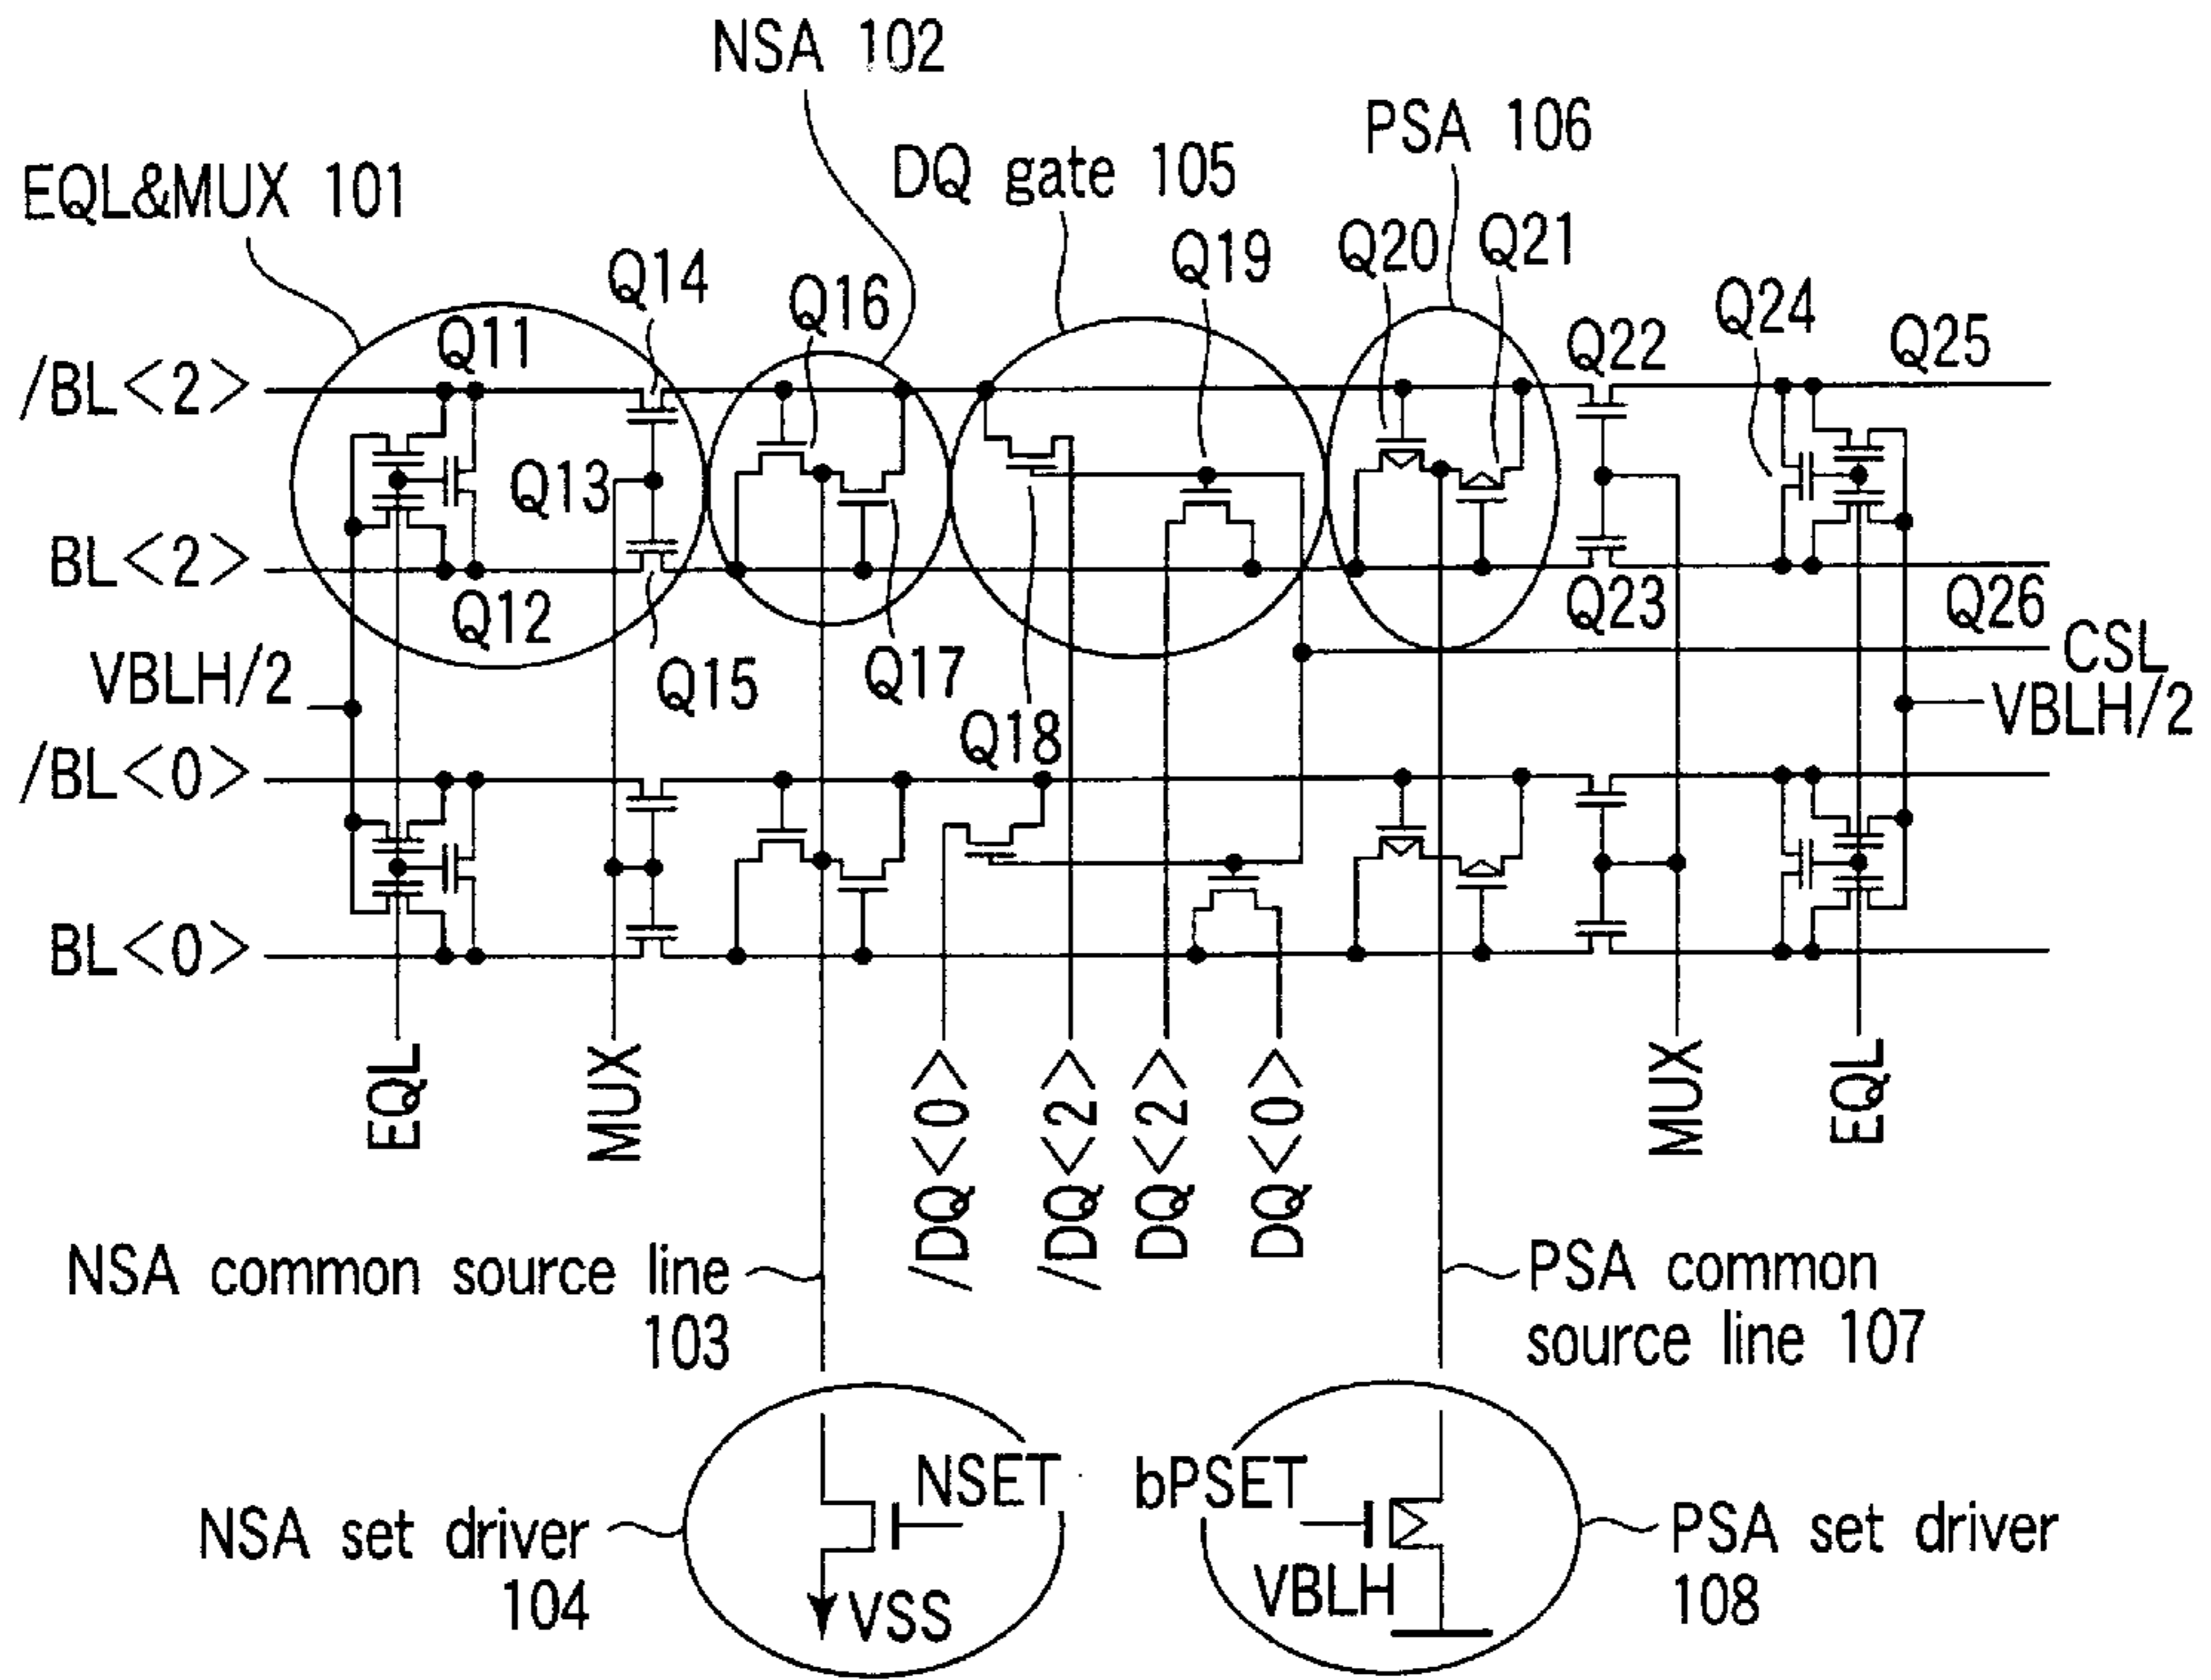 NSA 102
PSA 106
DQ gate 105
EQL&MUX 101
Q19
Q20
Q21
Q14
Q16
Q24
Q11
Q22
Q25
/BL<2>
Q13
BL<2>
Q12
Q23
Q26
CSL
VBLH/2
Q15
Q17
VBLH/2
Q18
/BL<0>
BL<0>
EQL
MUX
/DQ<0>
/DQ<2>
DQ<2>
DQ<0>
MUX
EQL
NSA common source line
103
PSA common
source line 107
NSET
bPSET
NSA set driver
104
VSS
VBLH
PSA set driver
108